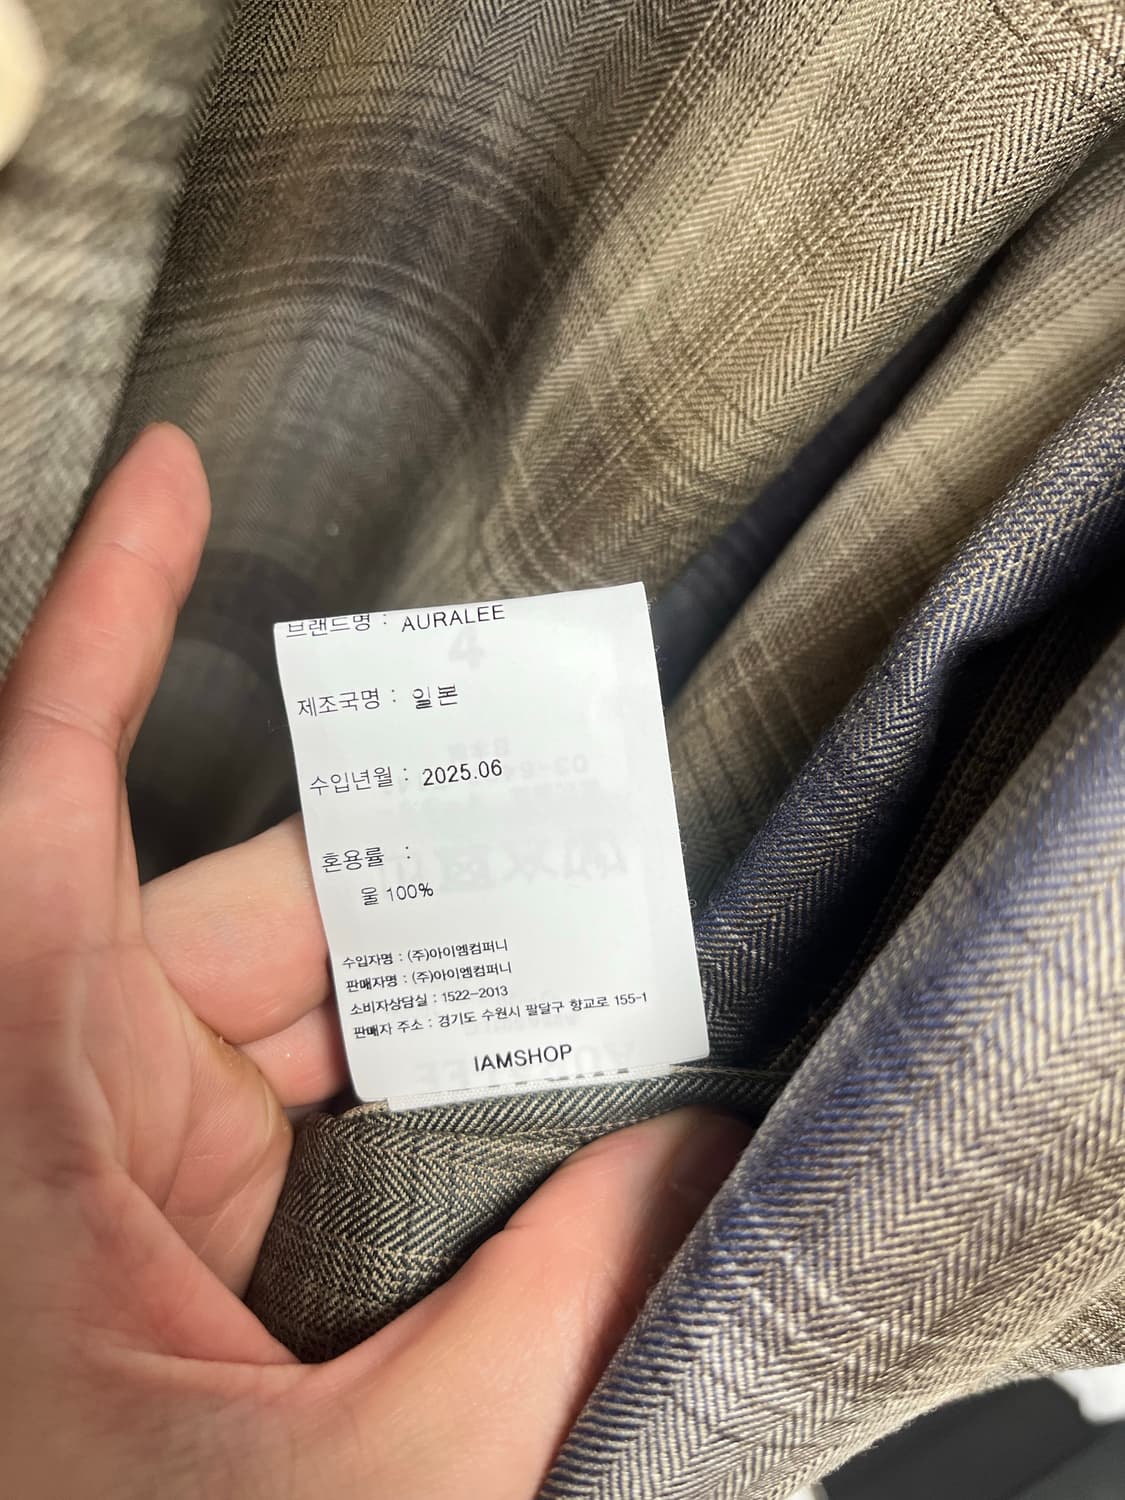 브랜드명 : AURALEE
제조국명 : 일본
수입년월 : 2025.06
혼용률 :
울 100%
수입자명 : (주)아이엠컴퍼니
판매자명 : (주)아이엠컴퍼니
소비자상담실 : 1522-2013
판매자 주소 : 경기도 수원시 팔달구 향교로 155-1
IAMSHOP